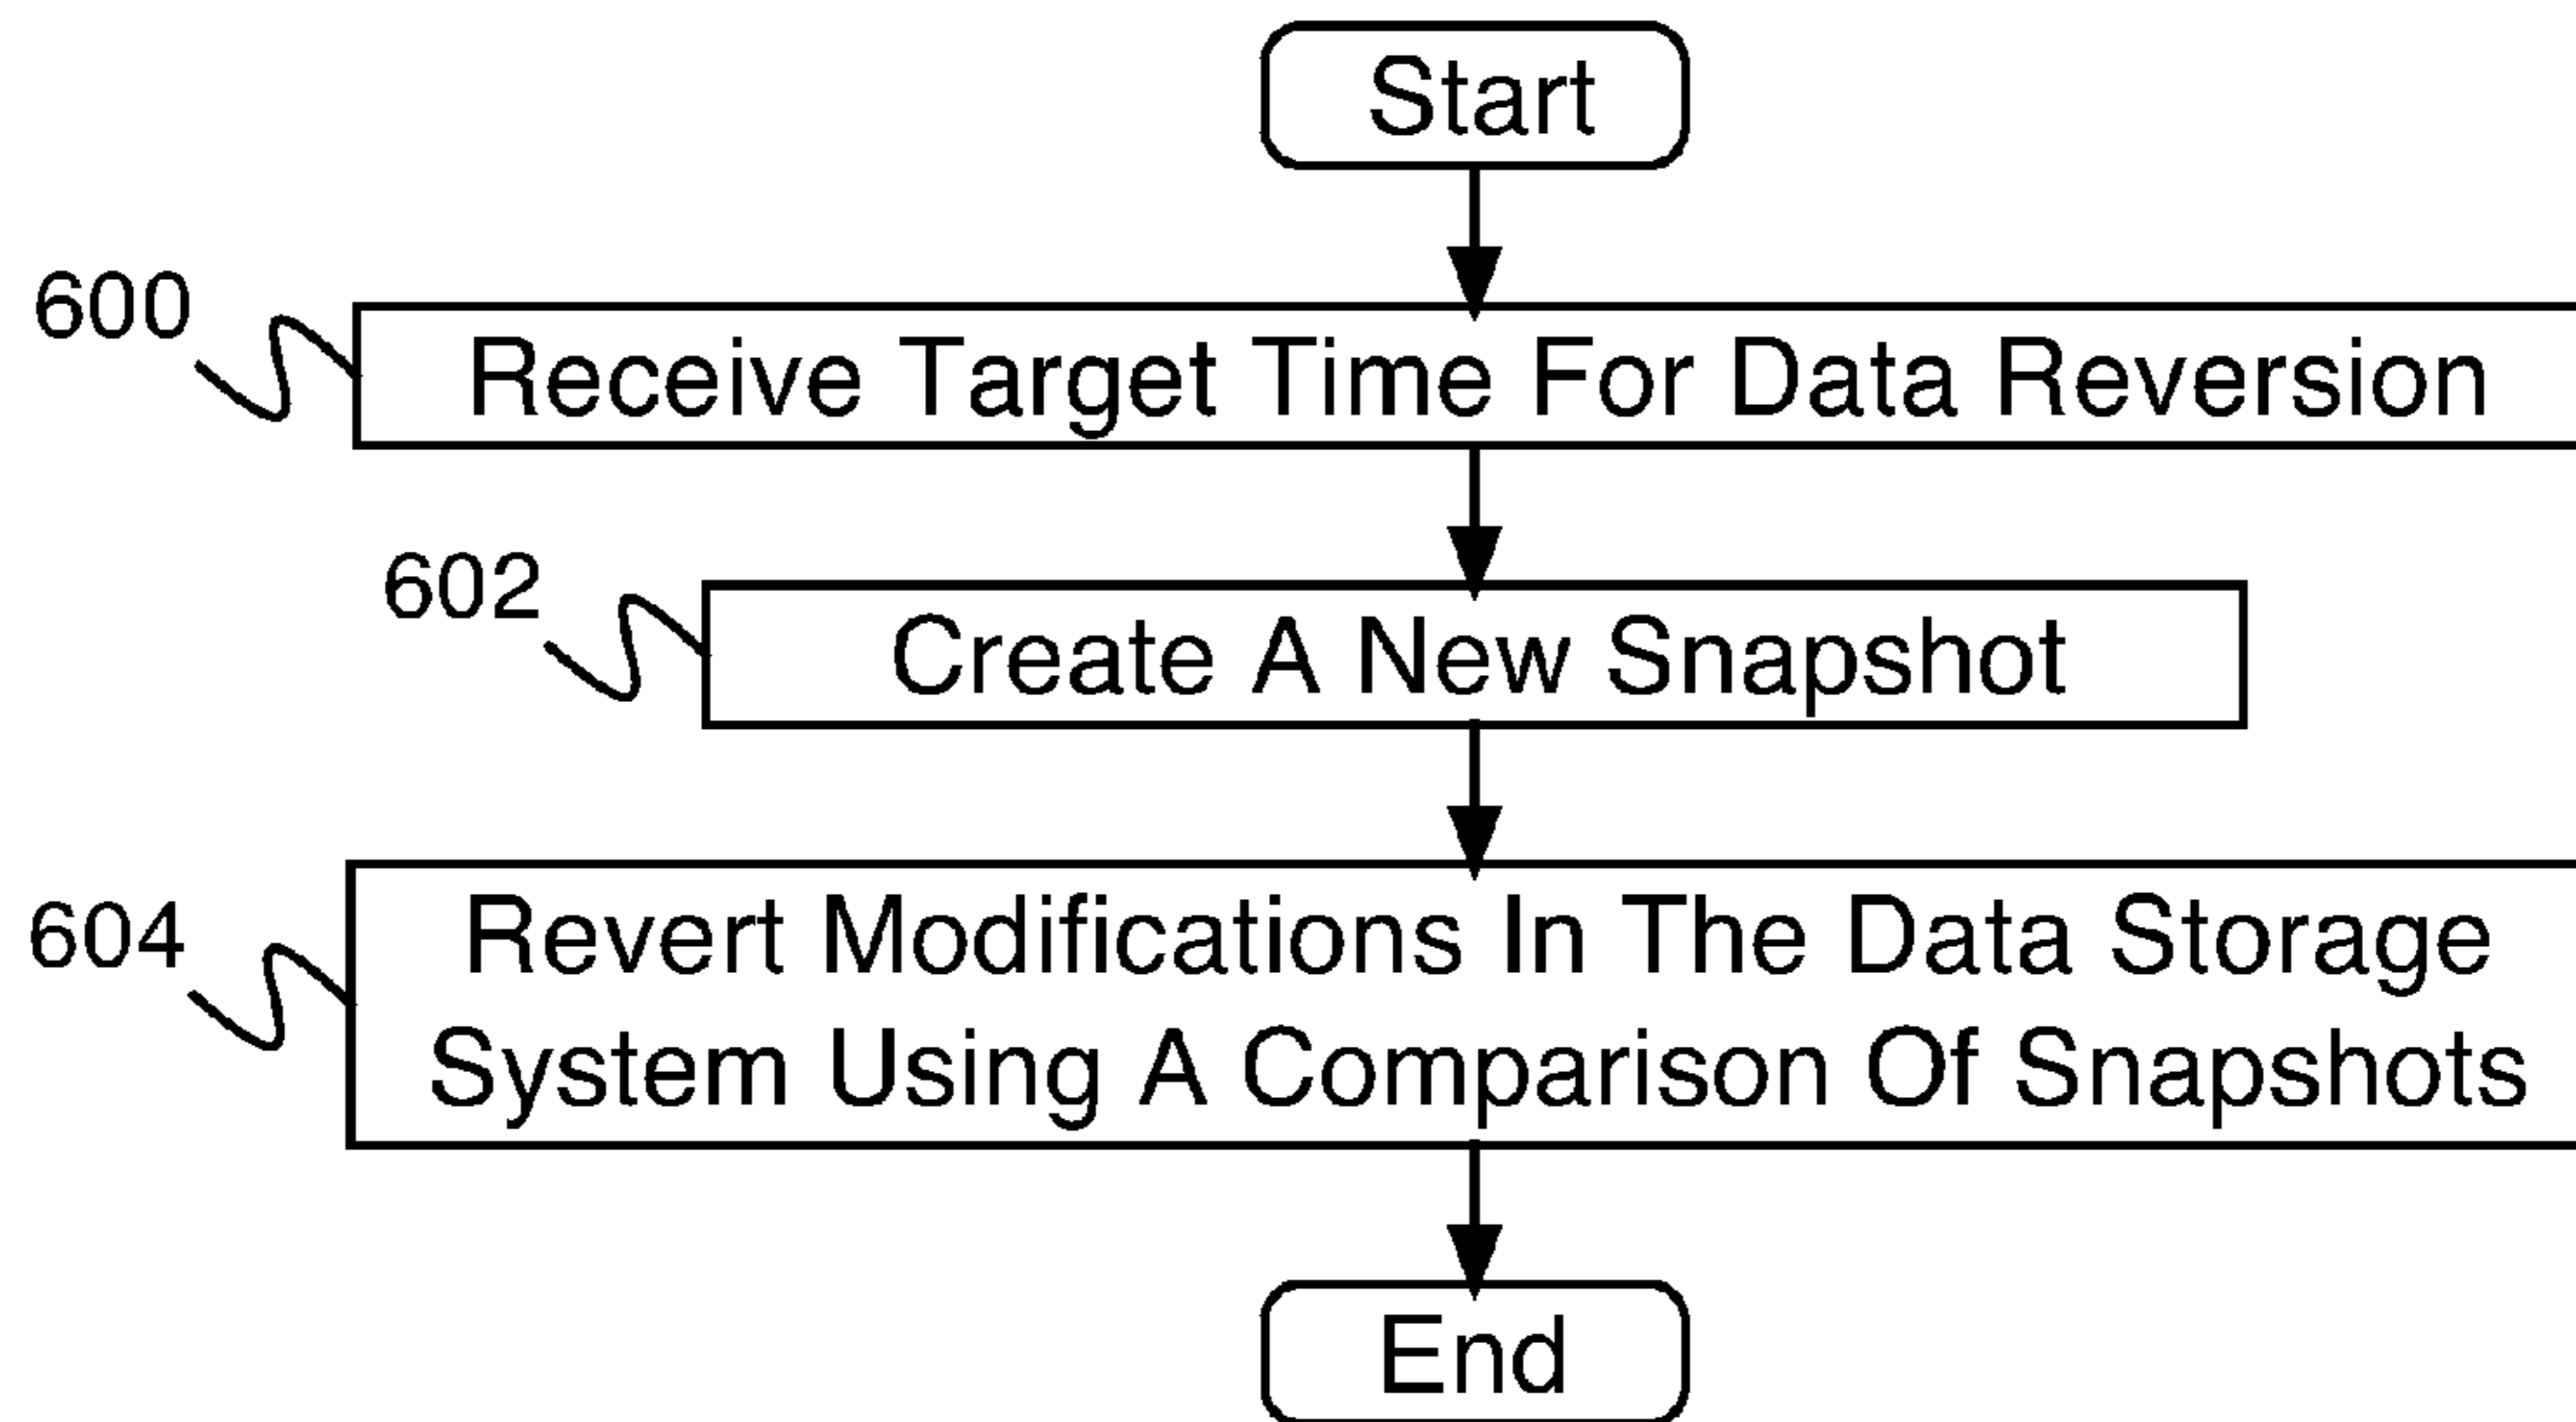 Start
600
Receive Target Time For Data Reversion
602
Create A New Snapshot
604
Revert Modifications In The Data Storage
System Using A Comparison Of Snapshots
End